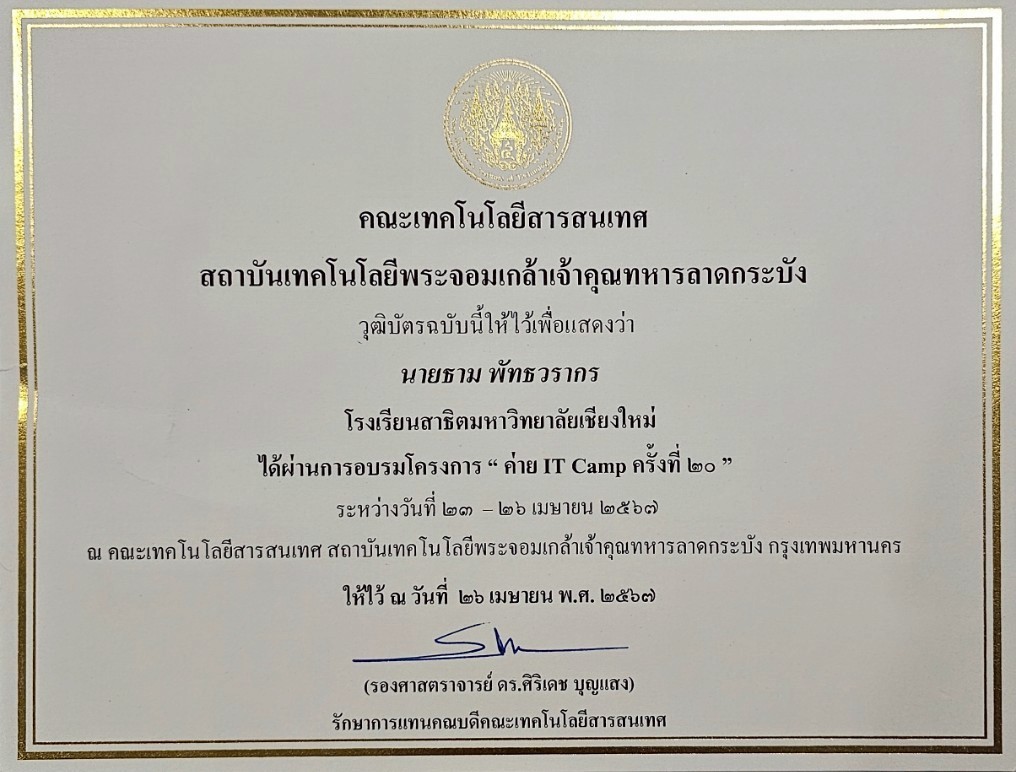 คณะเทคโนโลยีสารสนเทศ
สถาบันเทคโนโลยีพระจอมเกล้าเจ้าคุณทหารลาดกระบัง
วุฒิบัตรฉบับนี้ให้ไว้เพื่อแสดงว่า
นายธาม พัทธวรากร
โรงเรียนสาธิตมหาวิทยาลัยเชียงใหม่
ได้ผ่านการอบรมโครงการ “ ค่าย IT Camp ครั้งที่ ๒๐ ”
ระหว่างวันที่ ๒๓ – ๒๖ เมษายน ๒๕๖๗
ณ คณะเทคโนโลยีสารสนเทศ สถาบันเทคโนโลยีพระจอมเกล้าเจ้าคุณทหารลาดกระบัง กรุงเทพมหานคร
ให้ไว้ ณ วันที่ ๒๖ เมษายน พ.ศ. ๒๕๖๗
(รองศาสตราจารย์ ดร.ศิริเดช บุญแสง)
รักษาการแทนคณบดีคณะเทคโนโลยีสารสนเทศ